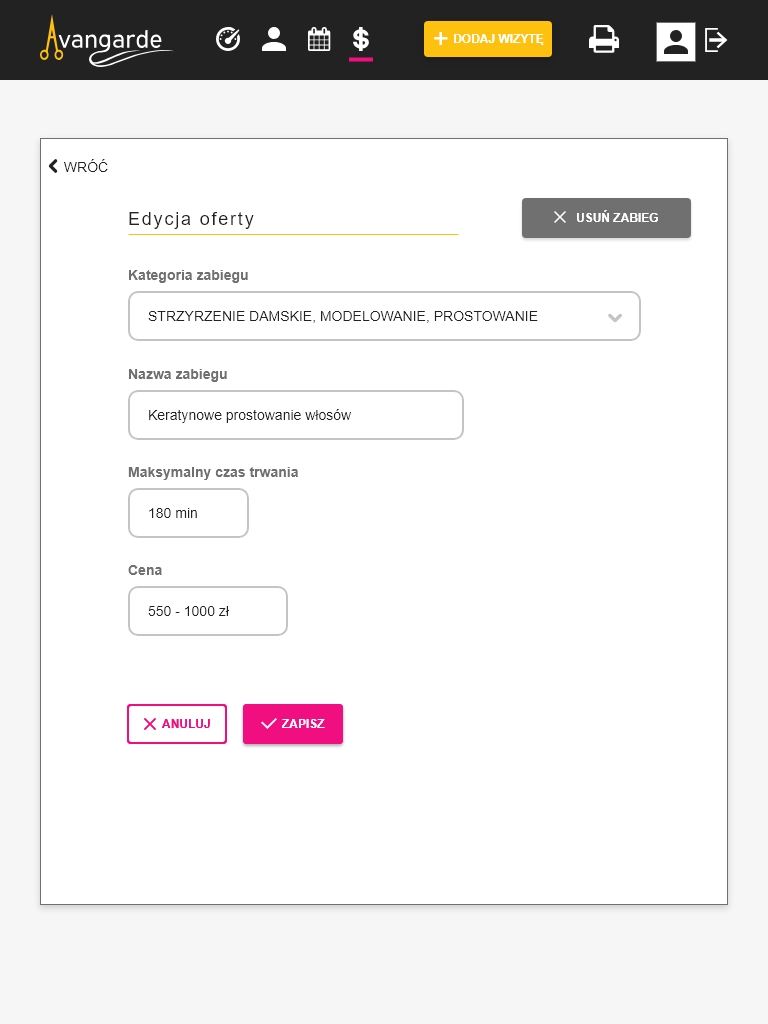 Avangarde
$
DODAJ WIZYTĘ
WRÓĆ
Edycja oferty
USUŃ ZABIEG
Kategoria zabiegu
STRZYRZENIE DAMSKIE, MODELOWANIE, PROSTOWANIE
Nazwa zabiegu
Keratynowe prostowanie włosów
Maksymalny czas trwania
180 min
Cena
550 - 1000 zł
ANULUJ
ZAPISZ